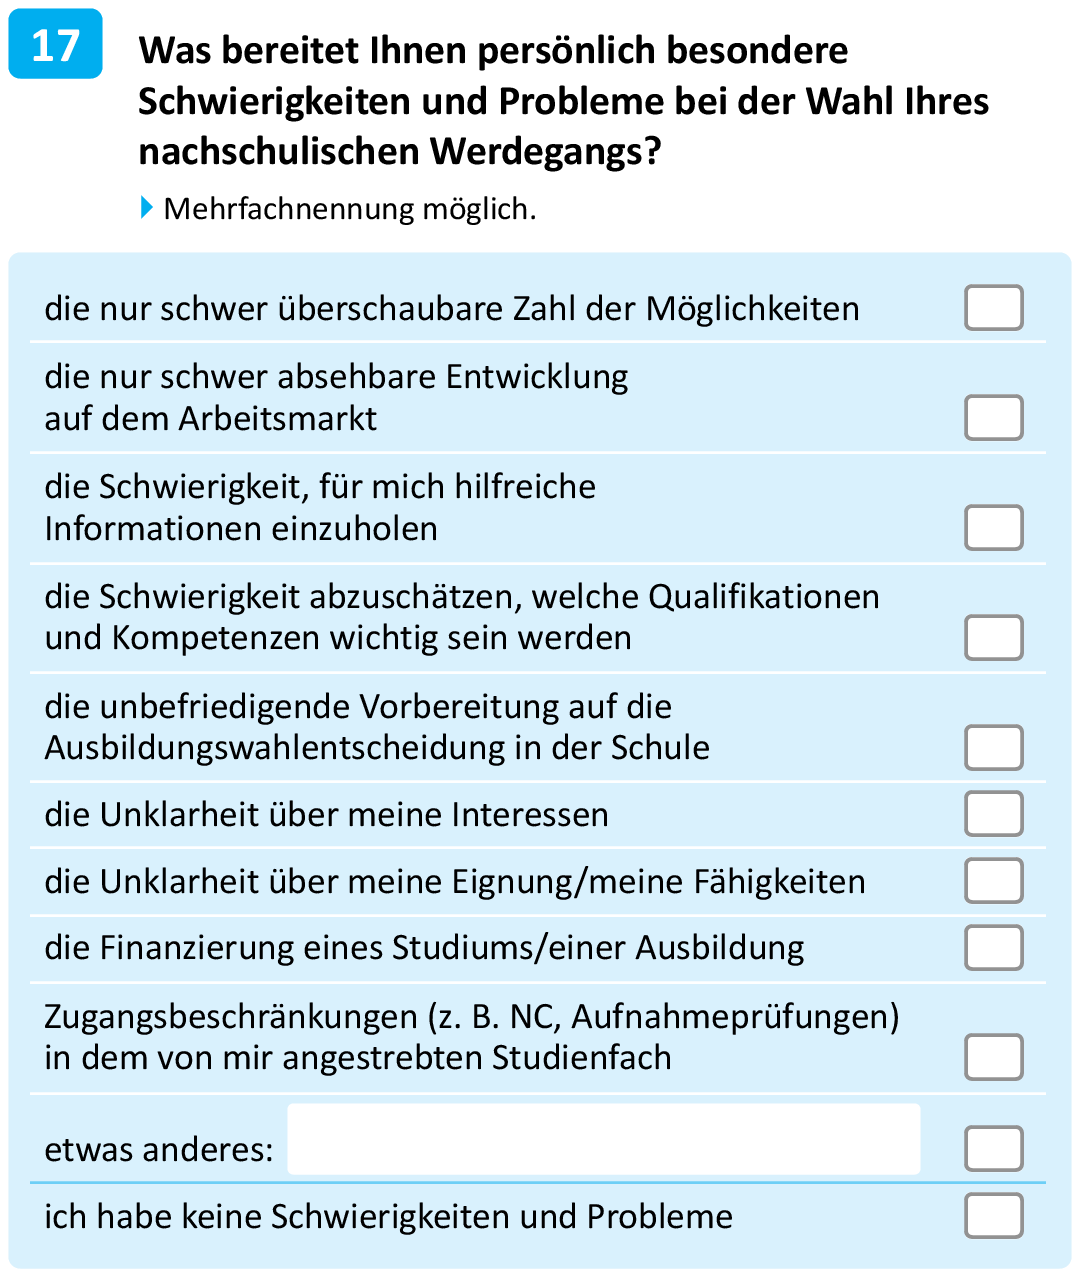 17
Was bereitet Ihnen persönlich besondere
Schwierigkeiten und Probleme bei der Wahl Ihres
nachschulischen Werdegangs?
Mehrfachnennung möglich.
die nur schwer überschaubare Zahl der Möglichkeiten
die nur schwer absehbare Entwicklung
auf dem Arbeitsmarkt
die Schwierigkeit, für mich hilfreiche
Informationen einzuholen
die Schwierigkeit abzuschätzen, welche Qualifikationen
und Kompetenzen wichtig sein werden
die unbefriedigende Vorbereitung auf die
Ausbildungswahlentscheidung in der Schule
die Unklarheit über meine Interessen
die Unklarheit über meine Eignung/meine Fähigkeiten
die Finanzierung eines Studiums/einer Ausbildung
Zugangsbeschränkungen (z. B. NC, Aufnahmeprüfungen)
in dem von mir angestrebten Studienfach
etwas anderes:
ich habe keine Schwierigkeiten und Probleme